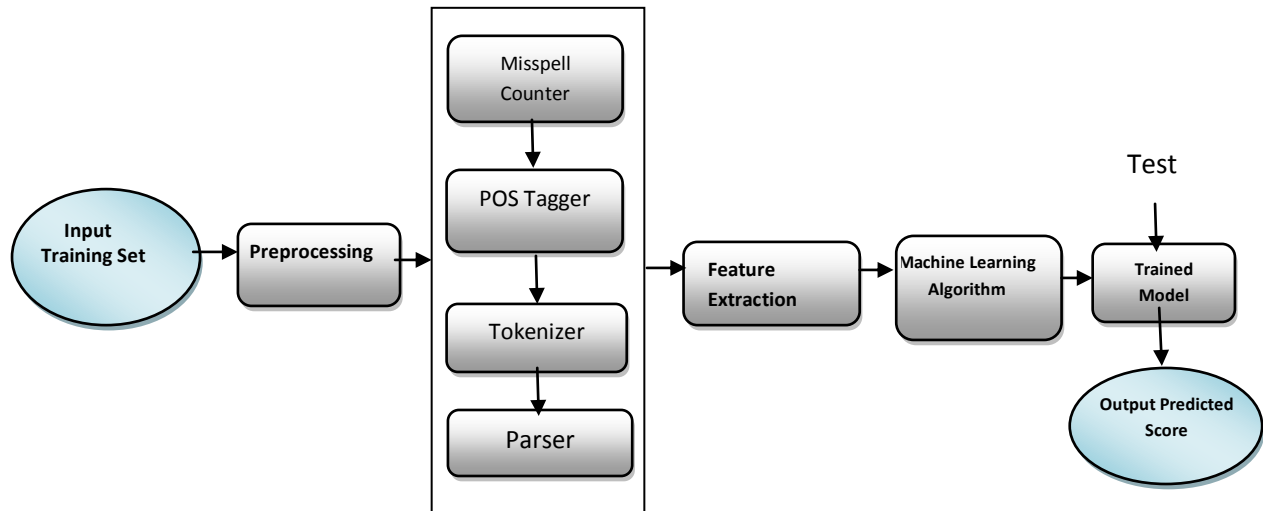 Input
Training Set
Preprocessing
Misspell
Counter
POS Tagger
Tokenizer
Parser
Feature
Extraction
Machine Learning
Algorithm
Test
Trained
Model
Output Predicted
Score